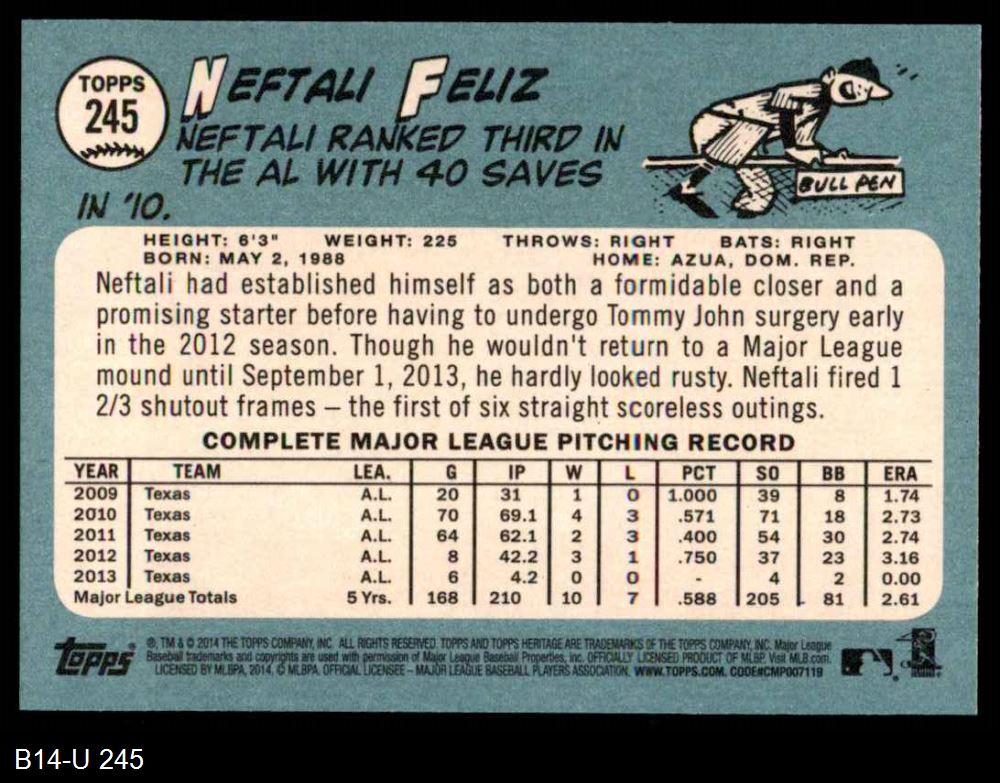 TOPPS
245
NEFTALI FELIZ
NEFTALI RANKED THIRD IN
THE AL WITH 40 SAVES
IN '10.
BULL PEN
HEIGHT: 6'3" WEIGHT: 225 THROWS: RIGHT BATS: RIGHT
BORN: MAY 2, 1988 HOME: AZUA, DOM. REP.
Neftali had established himself as both a formidable closer and a
promising starter before having to undergo Tommy John surgery early
in the 2012 season. Though he wouldn't return to a Major League
mound until September 1, 2013, he hardly looked rusty. Neftali fired 1
2/3 shutout frames – the first of six straight scoreless outings.
COMPLETE MAJOR LEAGUE PITCHING RECORD
YEAR TEAM LEA. G IP W L PCT SO BB ERA
2009 Texas A.L. 20 31 1 0 1.000 39 8 1.74
2010 Texas A.L. 70 69.1 4 3 .571 71 18 2.73
2011 Texas A.L. 64 62.1 2 3 .400 54 30 2.74
2012 Texas A.L. 8 42.2 3 1 .750 37 23 3.16
2013 Texas A.L. 6 4.2 0 0 - 4 2 0.00
Major League Totals 5 Yrs. 168 210 10 7 .588 205 81 2.61
topps
®, TM & © 2014 THE TOPPS COMPANY, INC. ALL RIGHTS RESERVED. TOPPS AND TOPPS HERITAGE ARE TRADEMARKS OF THE TOPPS COMPANY, INC. Major League
Baseball trademarks and copyrights are used with permission of Major League Baseball Properties, Inc. OFFICIALLY LICENSED PRODUCT OF MLBP. Visit MLB.com.
LICENSED BY MLBPA, 2014. © MLBPA. OFFICIAL LICENSEE – MAJOR LEAGUE BASEBALL PLAYERS ASSOCIATION. WWW.TOPPS.COM. CODE#CMP007119
B14-U 245